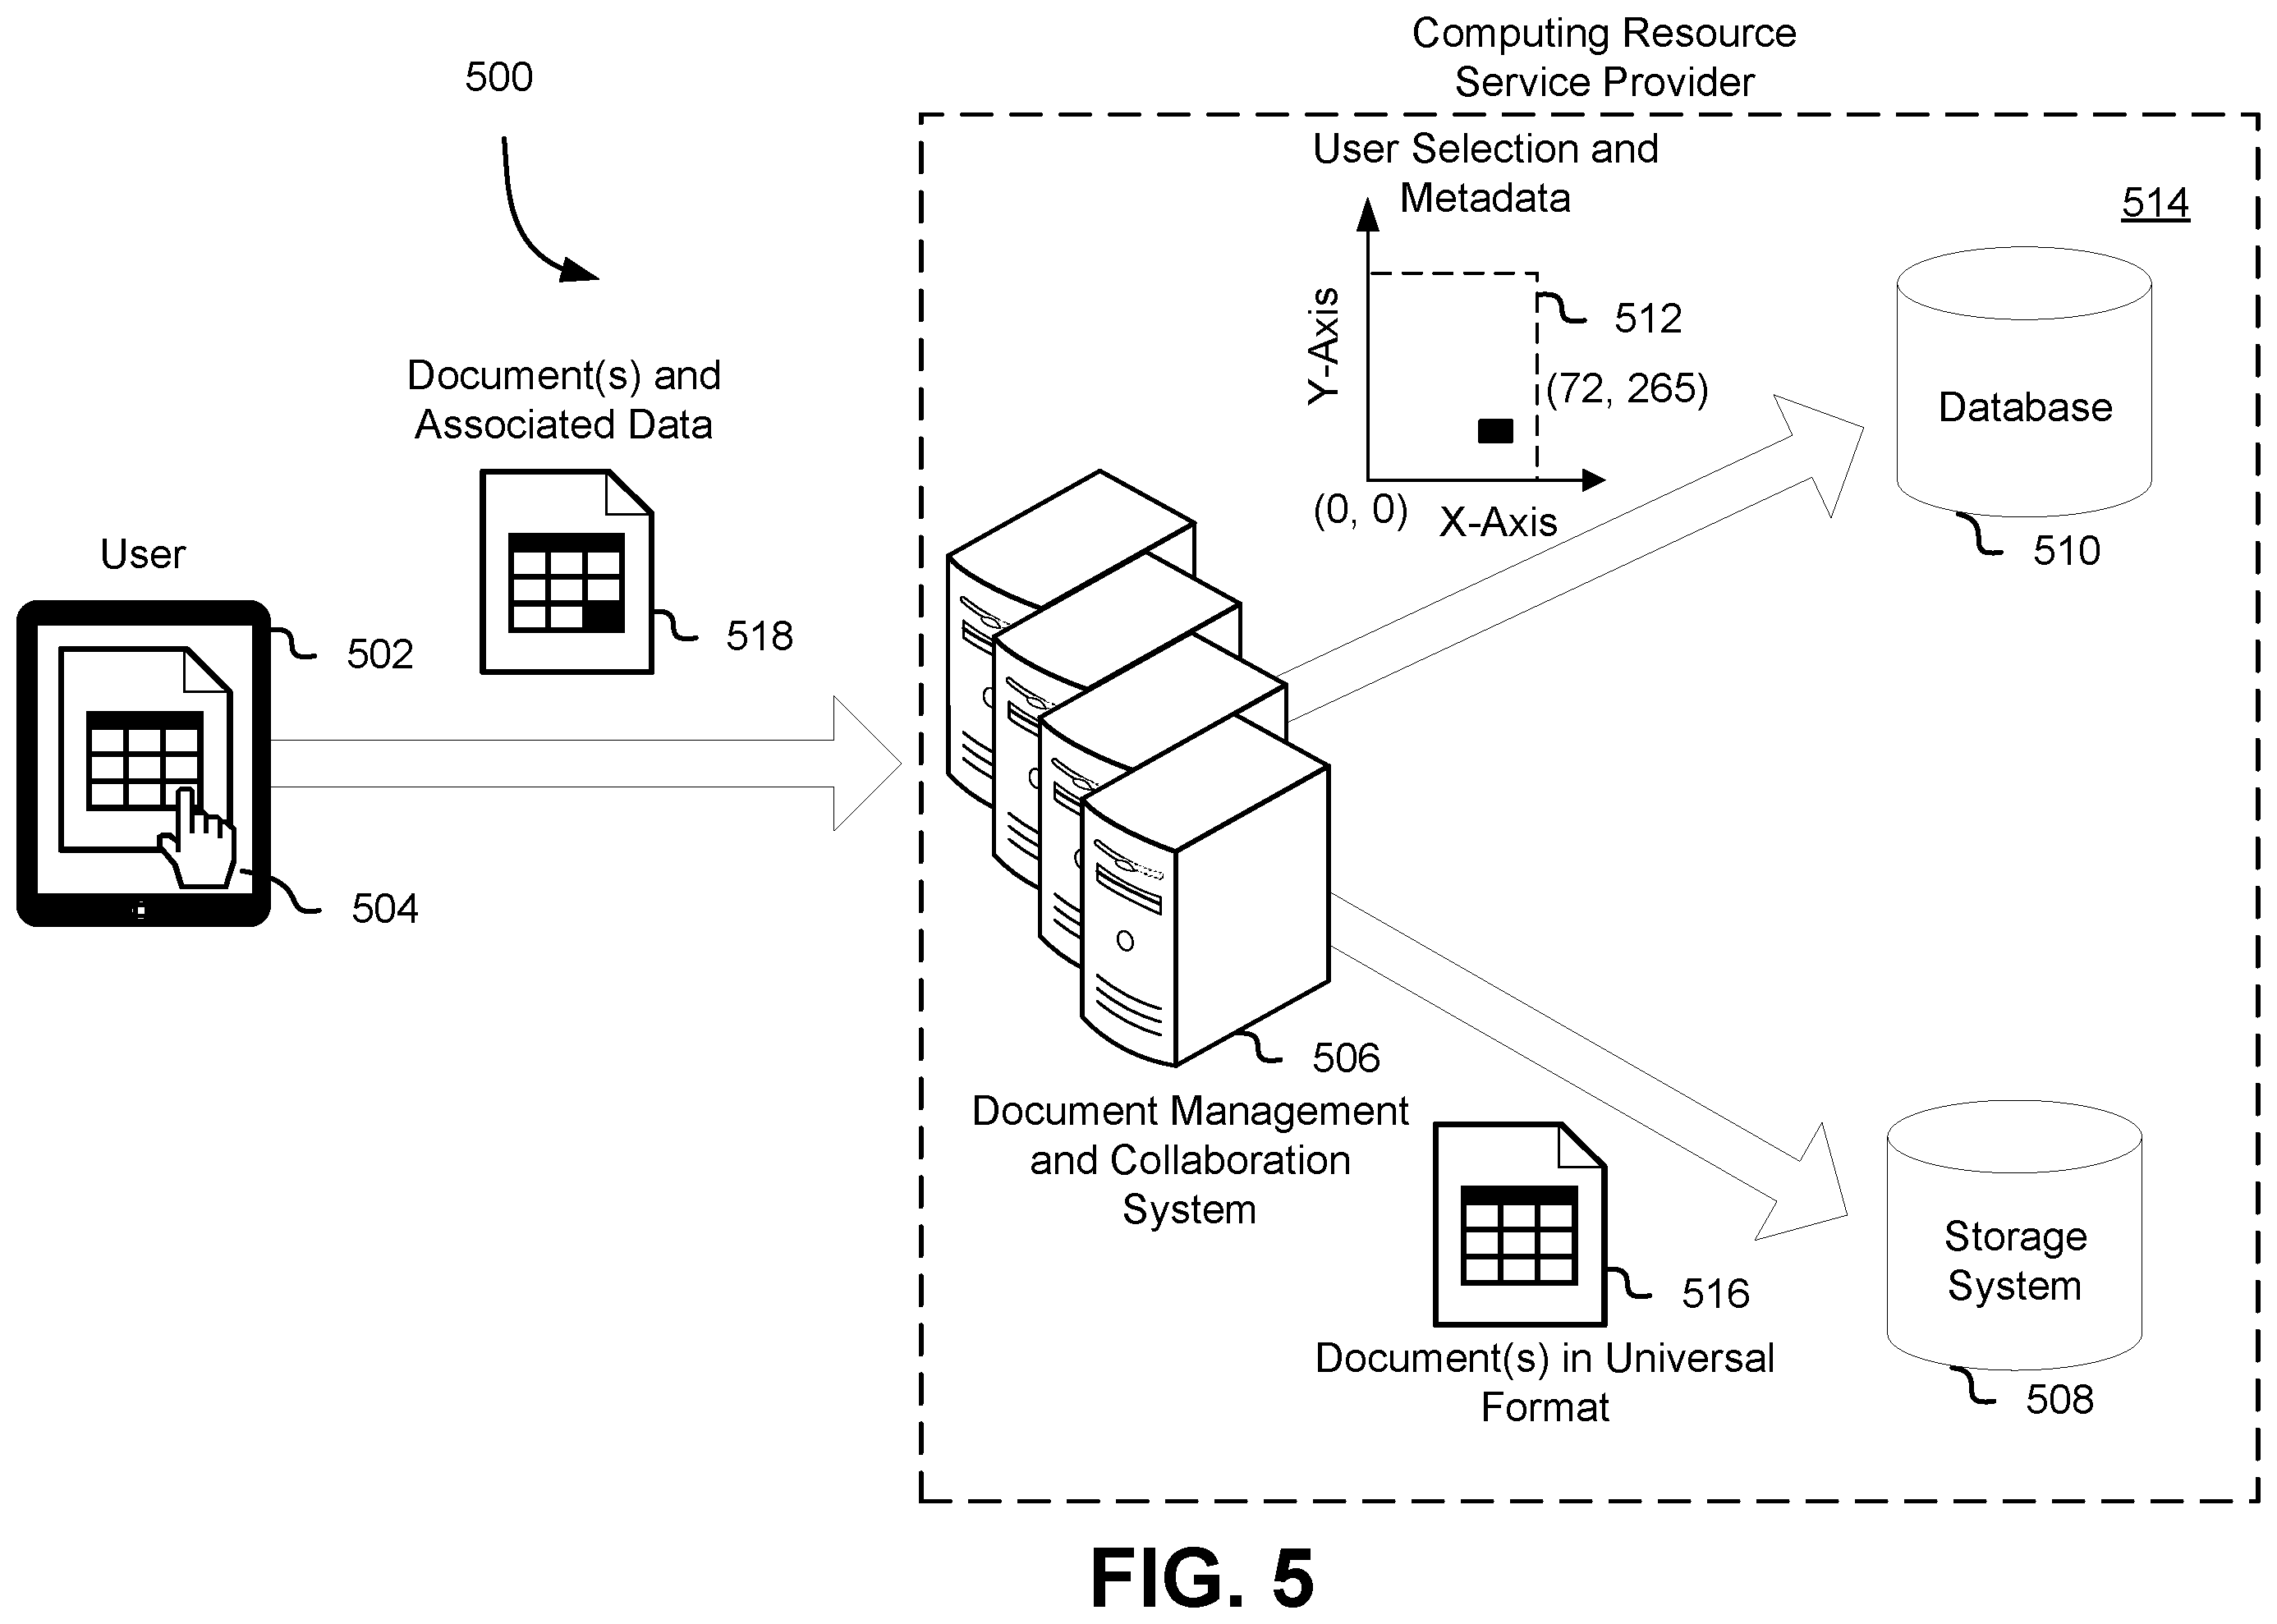 Computing Resource
Service Provider
500
User Selection and
Metadata
514
Y-Axis
512
(72, 265)
(0, 0)
X-Axis
Database
510
Document(s) and
Associated Data
518
User
502
504
506
Document Management
and Collaboration
System
516
Document(s) in Universal
Format
Storage
System
508
FIG. 5